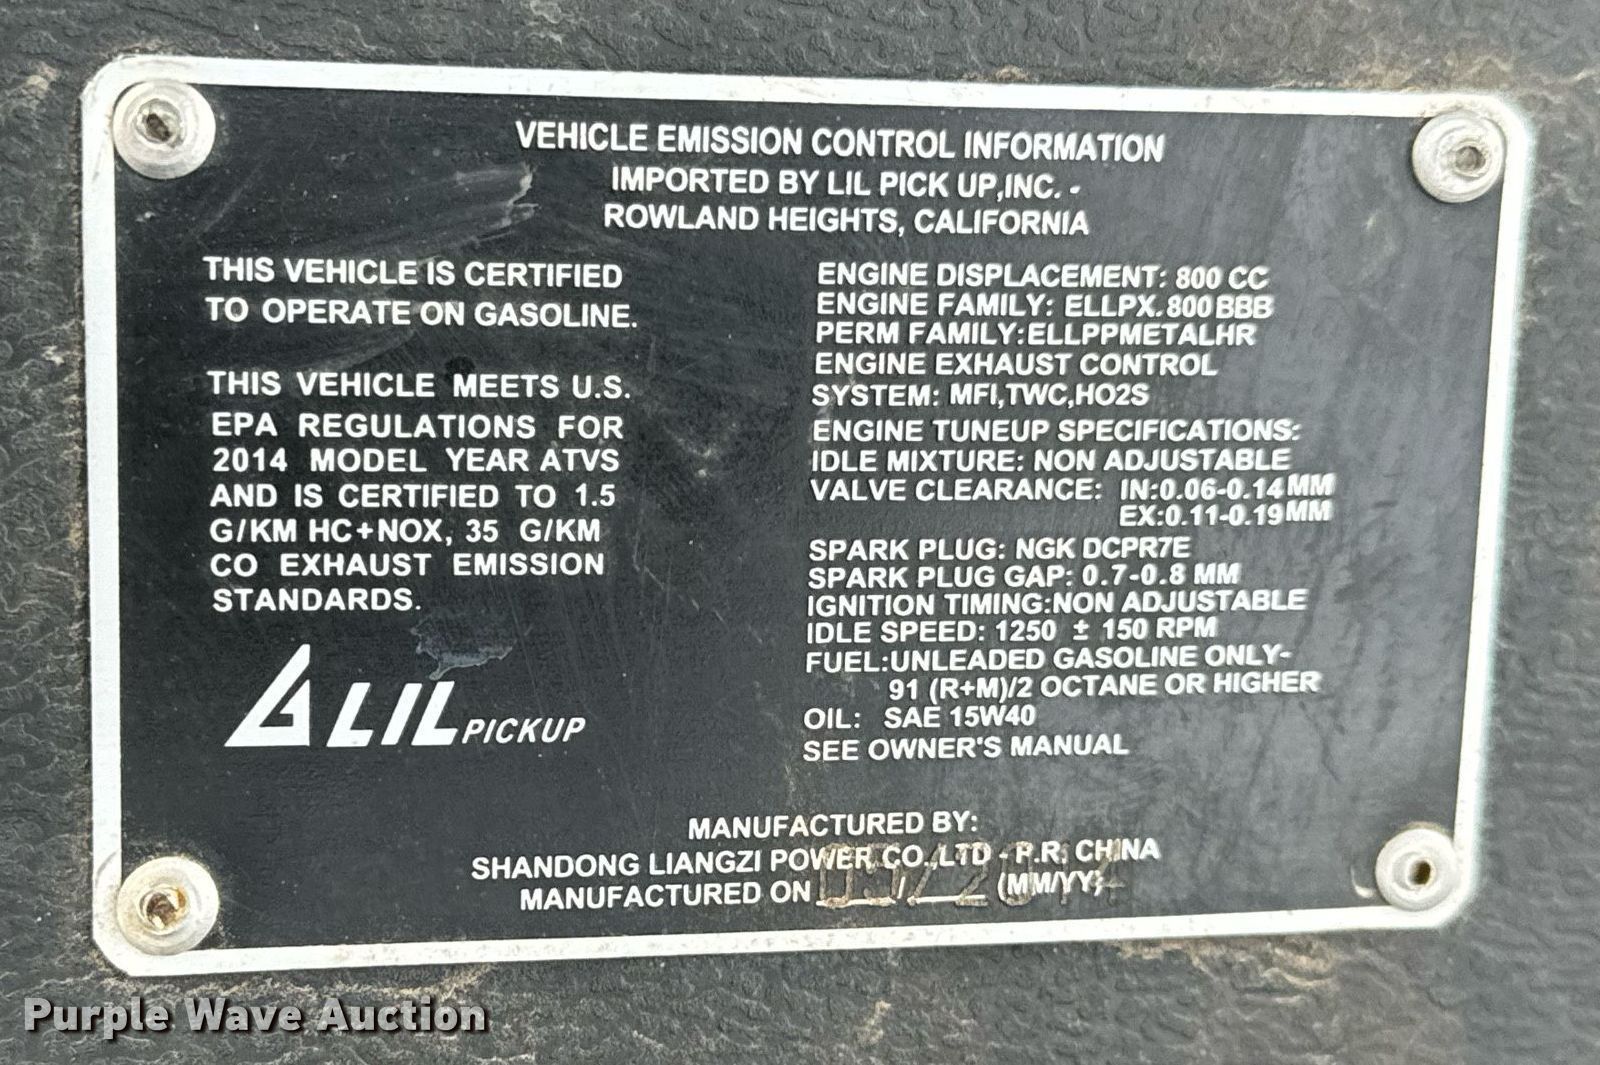 VEHICLE EMISSION CONTROL INFORMATION
IMPORTED BY LIL PICK UP,INC. -
ROWLAND HEIGHTS, CALIFORNIA
THIS VEHICLE IS CERTIFIED
TO OPERATE ON GASOLINE.
THIS VEHICLE MEETS U.S.
EPA REGULATIONS FOR
2014 MODEL YEAR ATVS
AND IS CERTIFIED TO 1.5
G/KM HC+NOX, 35 G/KM
CO EXHAUST EMISSION
STANDARDS.
LIL PICKUP
ENGINE DISPLACEMENT: 800 CC
ENGINE FAMILY: ELLPX.800BBB
PERM FAMILY:ELLPPMETALHR
ENGINE EXHAUST CONTROL
SYSTEM: MFI,TWC,HO2S
ENGINE TUNEUP SPECIFICATIONS:
IDLE MIXTURE: NON ADJUSTABLE
VALVE CLEARANCE: IN:0.06-0.14MM
EX:0.11-0.19MM
SPARK PLUG: NGK DCPR7E
SPARK PLUG GAP: 0.7-0.8 MM
IGNITION TIMING:NON ADJUSTABLE
IDLE SPEED: 1250 ± 150 RPM
FUEL:UNLEADED GASOLINE ONLY-
91 (R+M)/2 OCTANE OR HIGHER
OIL: SAE 15W40
SEE OWNER'S MANUAL
MANUFACTURED BY:
SHANDONG LIANGZI POWER CO.,LTD - P.R. CHINA
MANUFACTURED ON __/__ (MM/YY)
Purple Wave Auction